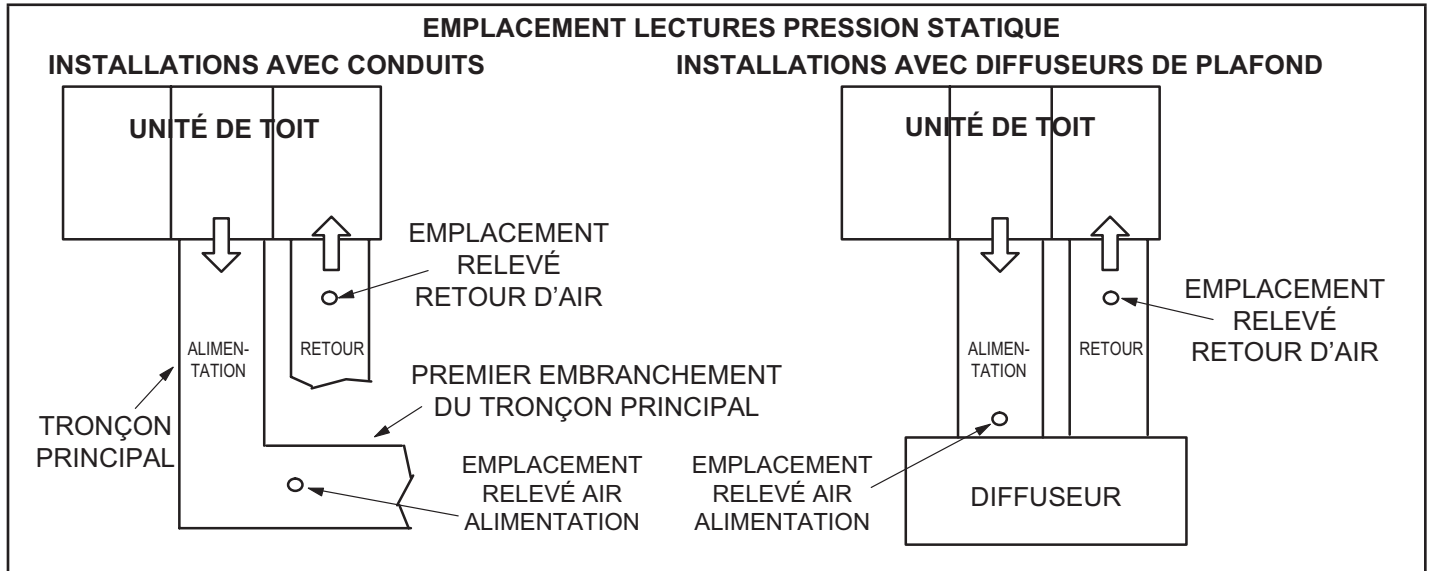 EMPLACEMENT LECTURES PRESSION STATIQUE
INSTALLATIONS AVEC CONDUITS
UNITÉ DE TOIT
EMPLACEMENT
RELEVÉ
RETOUR D'AIR
ALIMEN-
TATION
RETOUR
PREMIER EMBRANCHEMENT
DU TRONÇON PRINCIPAL
TRONÇON
PRINCIPAL
EMPLACEMENT
RELEVÉ AIR
ALIMENTATION
INSTALLATIONS AVEC DIFFUSEURS DE PLAFOND
UNITÉ DE TOIT
EMPLACEMENT
RELEVÉ
RETOUR D'AIR
ALIMEN-
TATION
RETOUR
EMPLACEMENT
RELEVÉ AIR
ALIMENTATION
DIFFUSEUR